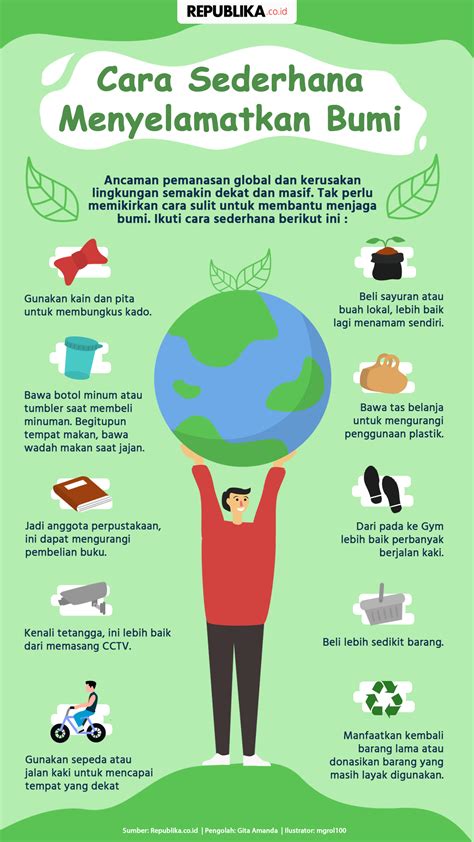 REPUBLIKA.co.id
Cara Sederhana
Menyelamatkan Bumi
Ancaman pemanasan global dan kerusakan
lingkungan semakin dekat dan masif. Tak perlu
memikirkan cara sulit untuk membantu menjaga
bumi. Ikuti cara sederhana berikut ini :
Gunakan kain dan pita
untuk membungkus kado.
Beli sayuran atau
buah lokal, lebih baik
lagi menamam sendiri.
Bawa botol minum atau
tumbler saat membeli
minuman. Begitupun
tempat makan, bawa
wadah makan saat jajan.
Bawa tas belanja
untuk mengurangi
penggunaan plastik.
Jadi anggota perpustakaan,
ini dapat mengurangi
pembelian buku.
Dari pada ke Gym
lebih baik perbanyak
berjalan kaki.
Kenali tetangga, ini lebih baik
dari memasang CCTV.
Beli lebih sedikit barang.
Gunakan sepeda atau
jalan kaki untuk mencapai
tempat yang dekat
Manfaatkan kembali
barang lama atau
donasikan barang yang
masih layak digunakan.
Sumber: Republika.co.id | Pengolah: Gita Amanda | Ilustrator: mgrol100